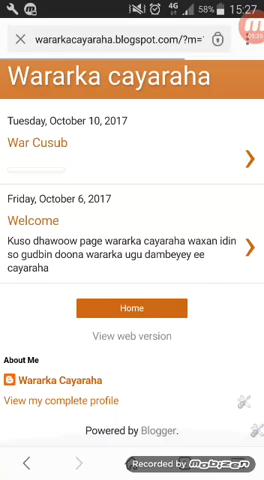 4G
58%
15:27
wararkacayaraha.blogspot.com/?m=
Wararka cayaraha
Tuesday, October 10, 2017
War Cusub
Friday, October 6, 2017
Welcome
Kuso dhawoow page wararka cayaraha waxan idin
so gudbin doona wararka ugu dambeyey ee
cayaraha
Home
View web version
About Me
Wararka Cayaraha
View my complete profile
Powered by Blogger.
Recorded by mobizen